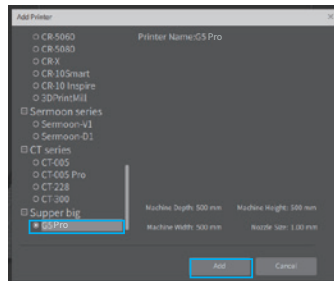 Add Printer
CR-5060
CR-5080
CR-X
CR-10Smart
CR-10 Inspire
3DPrintMill
Sermoon series
Sermoon-V1
Sermoon-D1
CT series
CT-005
CT-005 Pro
CT-228
CT-300
Supper big
G5Pro
Printer Name:G5 Pro
Machine Depth: 500 mm
Machine Height: 500 mm
Machine Width: 500 mm
Nozzle Size: 1.00 mm
Add
Cancel